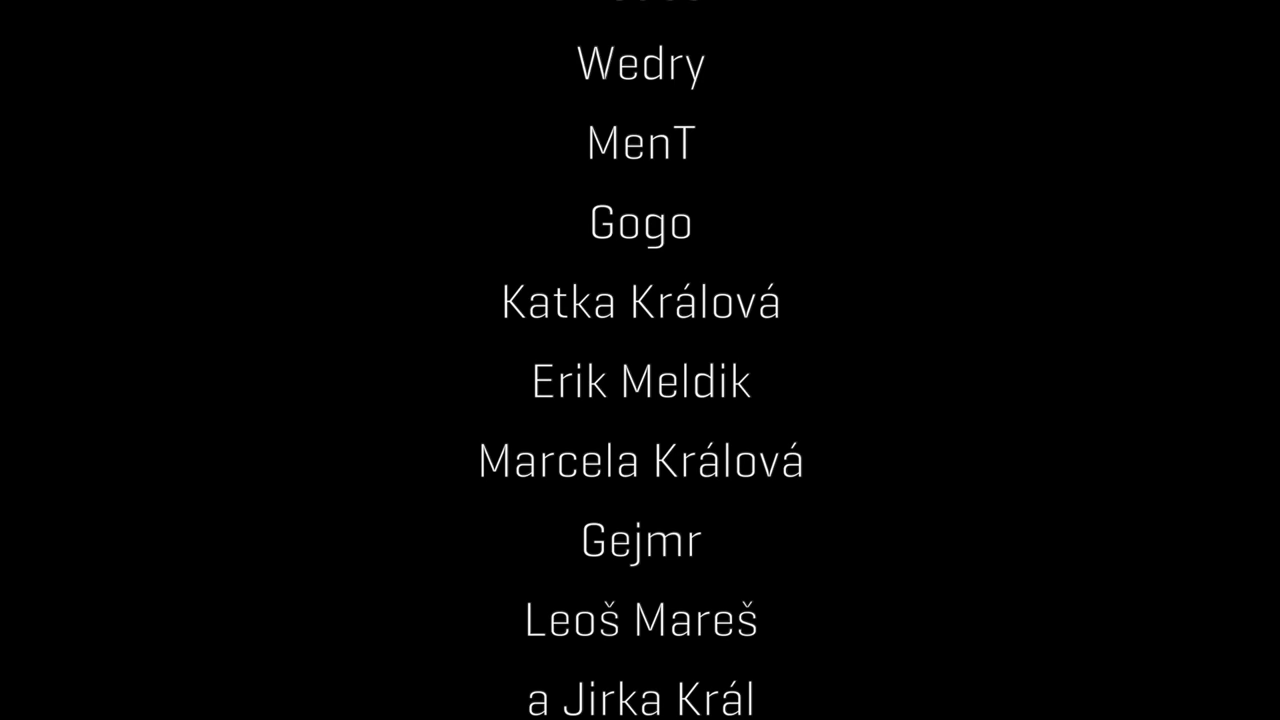 Wedry
MenT
Gogo
Katka Králová
Erik Meldik
Marcela Králová
Gejmr
Leoš Mareš
a Jirka Král